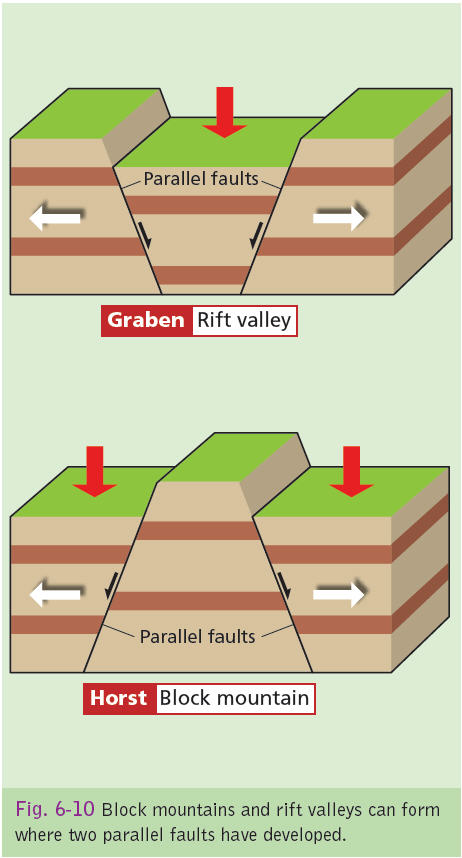 Parallel faults
Graben Rift valley
Parallel faults
Horst Block mountain
Fig. 6-10 Block mountains and rift valleys can form
where two parallel faults have developed.